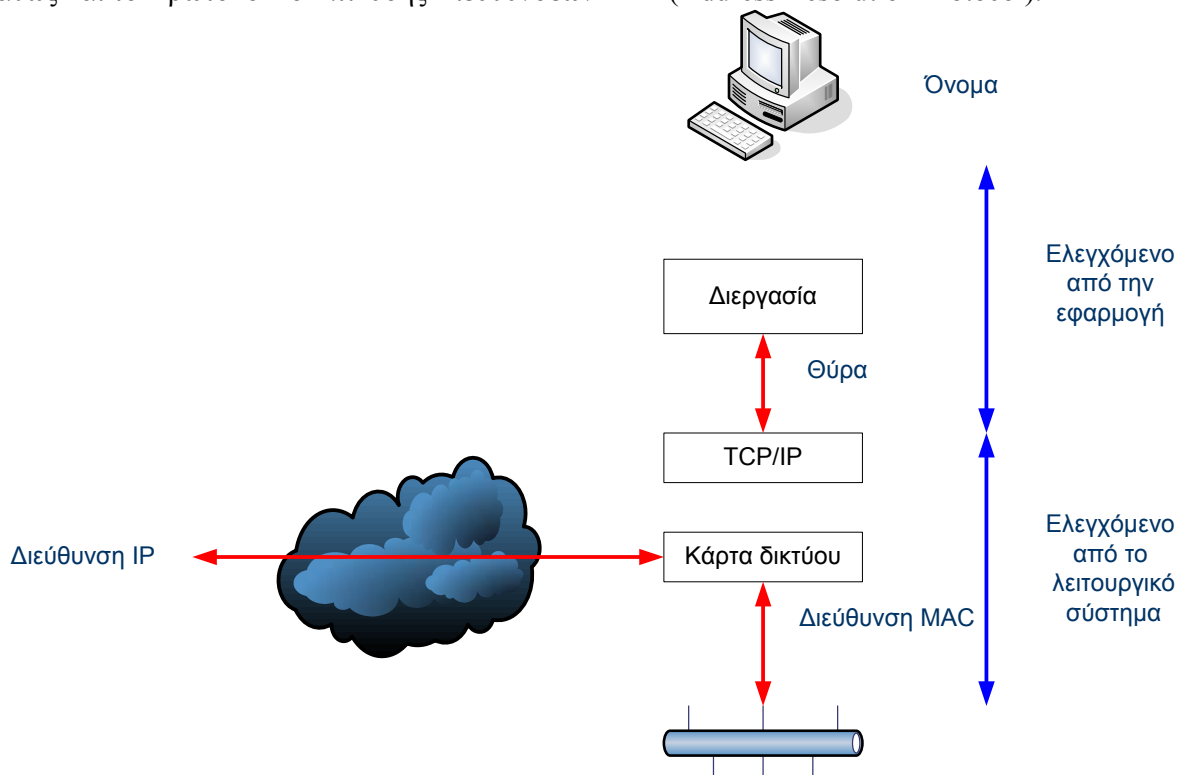 Όνομα
Ελεγχόμενο
από την
εφαρμογή
Διεργασία
Θύρα
TCP/IP
Διεύθυνση IP
Κάρτα δικτύου
Ελεγχόμενο
από το
λειτουργικό
σύστημα
Διεύθυνση MAC